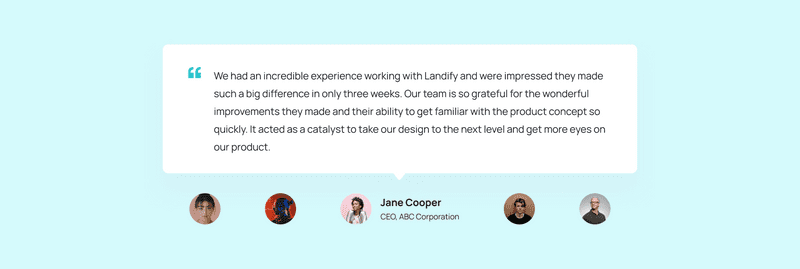 We had an incredible experience working with Landify and were impressed they made
such a big difference in only three weeks. Our team is so grateful for the wonderful
improvements they made and their ability to get familiar with the product concept so
quickly. It acted as a catalyst to take our design to the next level and get more eyes on
our product.
Jane Cooper
CEO, ABC Corporation